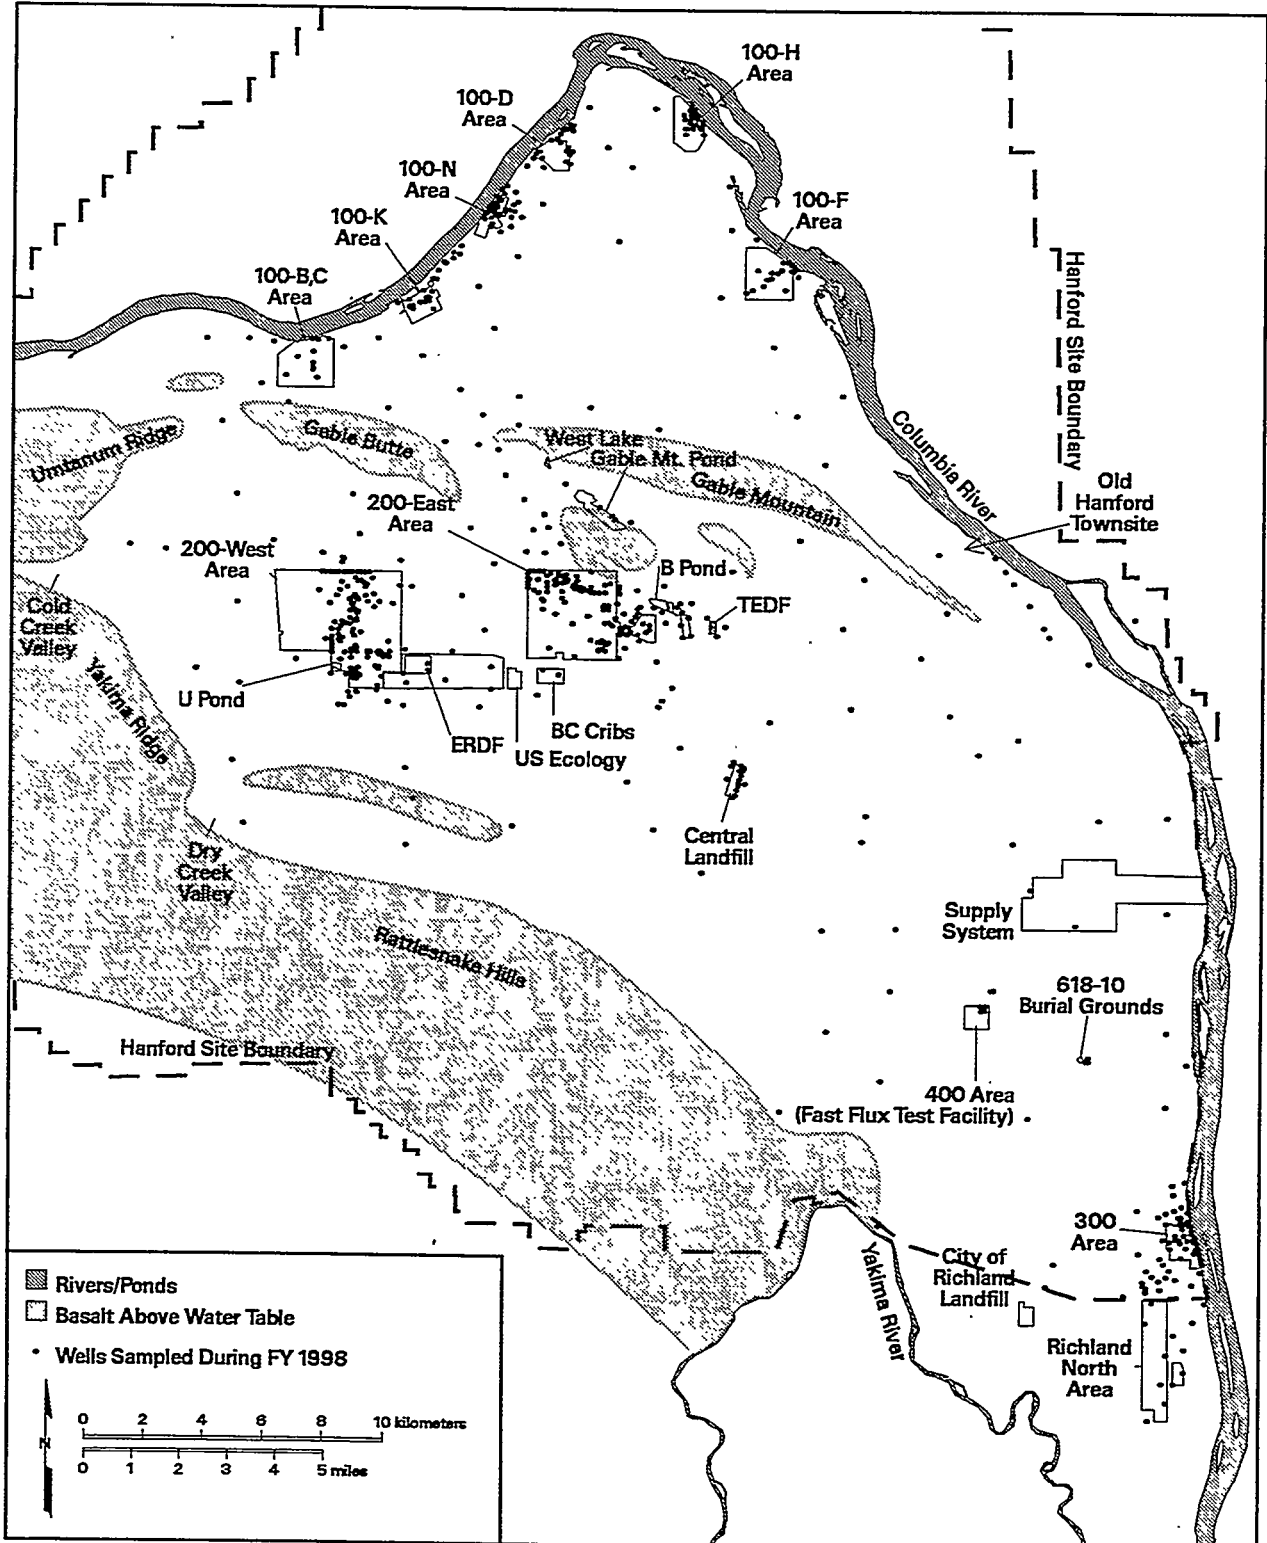 100-H
Area
100-D
Area
100-N
Area
100-K
Area
100-F
Area
100-B,C
Area
Hanford Site Boundary
Columbia River
Umtanum Ridge
Gable Butte
West Lake
Gable Mt. Pond
Gable Mountain
Old
Hanford
Townsite
200-East
Area
200-West
Area
B Pond
TEDF
Cold
Creek
Valley
Yakima Ridge
U Pond
ERDF
BC Cribs
US Ecology
Central
Landfill
Dry
Creek
Valley
Supply
System
Rattlesnake Hills
618-10
Burial Grounds
Hanford Site Boundary
400 Area
(Fast Flux Test Facility)
300
Area
City of
Richland
Landfill
Yakima River
Richland
North
Area
Rivers/Ponds
Basalt Above Water Table
Wells Sampled During FY 1998
N
0 2 4 6 8 10 kilometers
0 1 2 3 4 5 miles